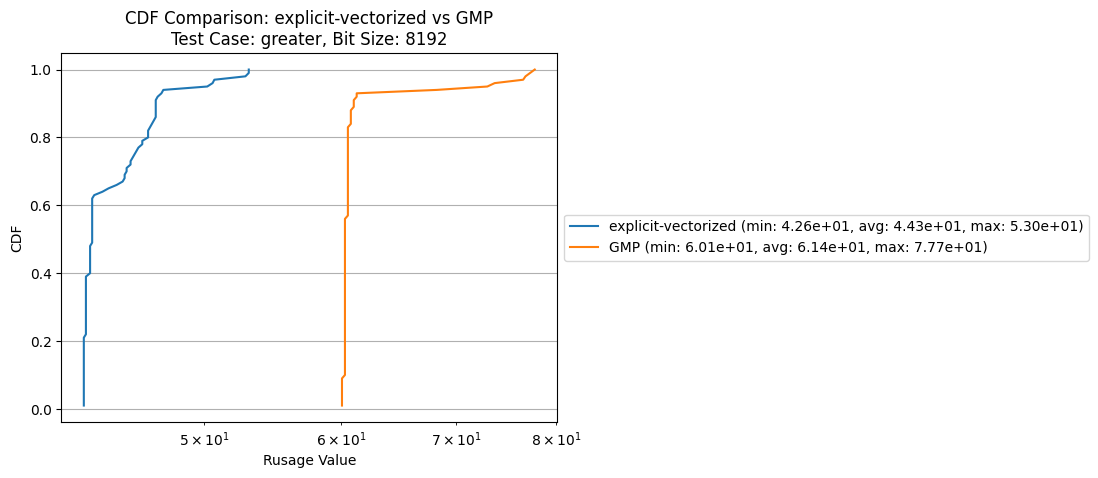 CDF Comparison: explicit-vectorized vs GMP
Test Case: greater, Bit Size: 8192
CDF
1.0
0.8
0.6
0.4
0.2
0.0
5 × 10¹
6 × 10¹
7 × 10¹
8 × 10¹
Rusage Value
explicit-vectorized (min: 4.26e+01, avg: 4.43e+01, max: 5.30e+01)
GMP (min: 6.01e+01, avg: 6.14e+01, max: 7.77e+01)